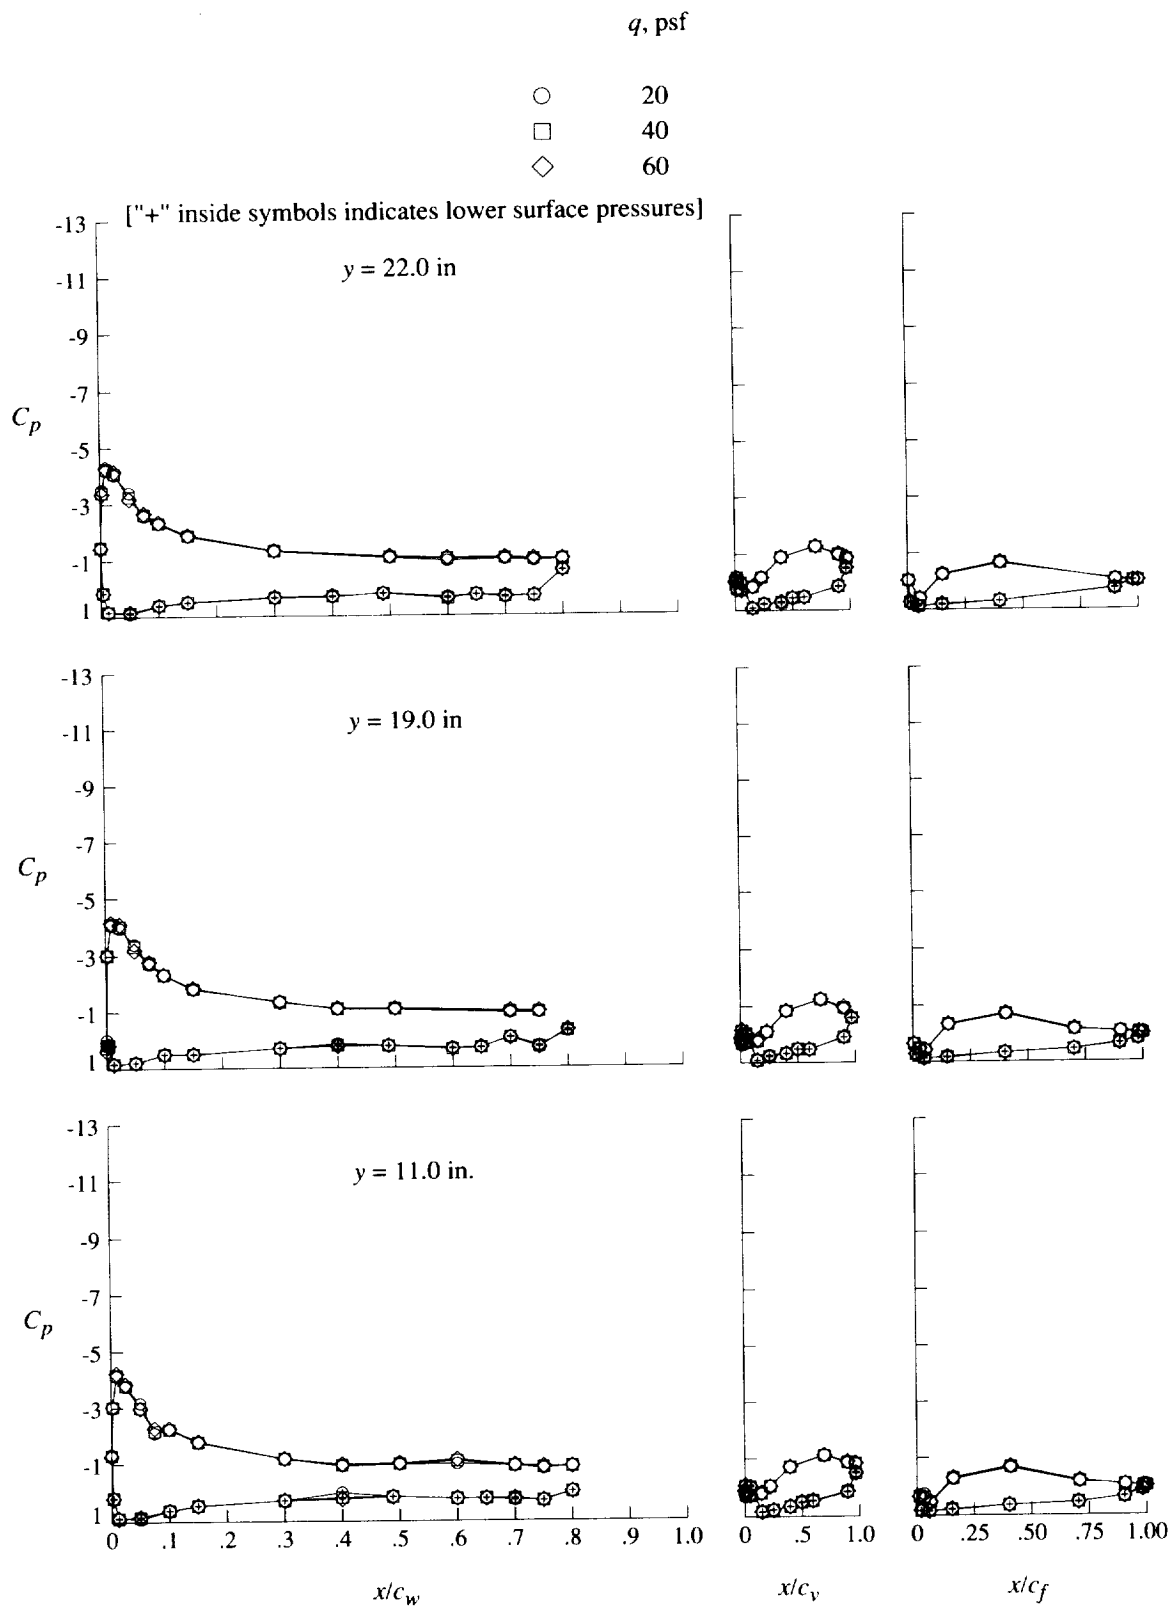 q, psf
20
40
60
["+" inside symbols indicates lower surface pressures]
y = 22.0 in
-13
-11
-9
-7
-5
-3
-1
1
C_p
y = 19.0 in
-13
-11
-9
-7
-5
-3
-1
1
C_p
y = 11.0 in.
-13
-11
-9
-7
-5
-3
-1
1
C_p
0 .1 .2 .3 .4 .5 .6 .7 .8 .9 1.0
0 .5 1.0
0 .25 .50 .75 1.00
x/c_w
x/c_v
x/c_f